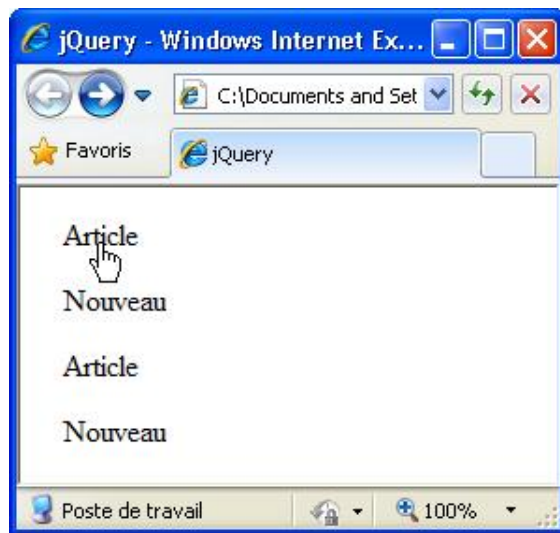 jQuery - Windows Internet Ex...
C:\Documents and Set
Favoris
jQuery
Article
Nouveau
Article
Nouveau
Poste de travail
100%